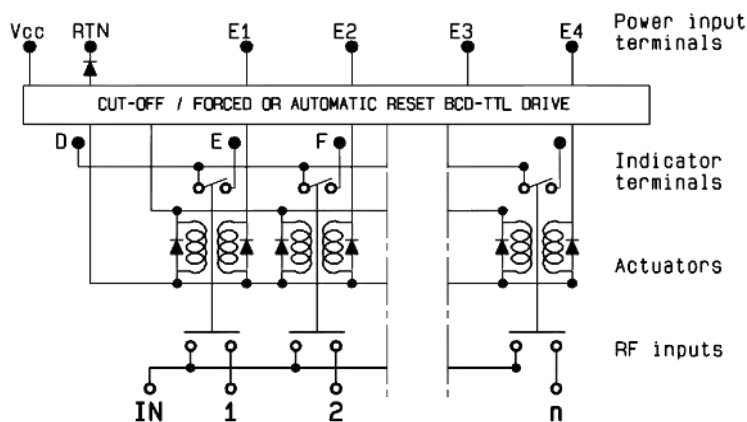 Vcc RTN E1 E2 E3 E4 Power input
terminals
CUT-OFF / FORCED OR AUTOMATIC RESET BCD-TTL DRIVE
D E F
Indicator
terminals
Actuators
RF inputs
IN 1 2 n